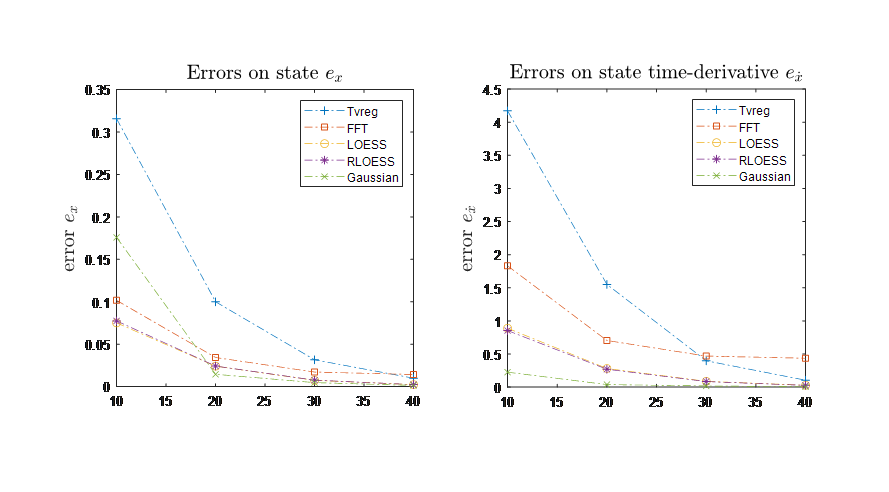 Errors on state eₓ
0.35
0.3
0.25
0.2
0.15
0.1
0.05
0
error eₓ
10 15 20 25 30 35 40
Tvreg
FFT
LOESS
RLOESS
Gaussian
Errors on state time-derivative e_ẋ
4.5
4
3.5
3
2.5
2
1.5
1
0.5
0
error e_ẋ
10 15 20 25 30 35 40
Tvreg
FFT
LOESS
RLOESS
Gaussian